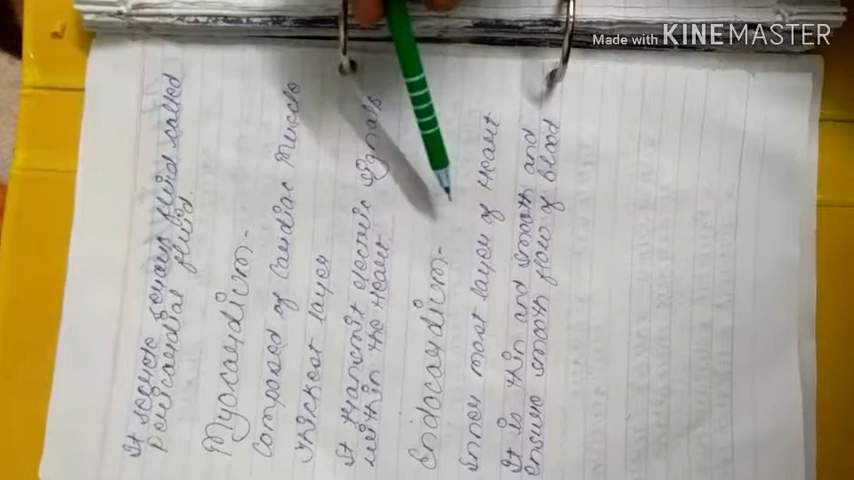 Made with KINEMASTER
It secrete serous fluid called
Pericardial fluid.
Myocardium-
Composed of Cardiac Muscle
Thickest layer
It transmit electric signals
within the Heart.
Endocardium-
Inner most layer of Heart
It is thin and smooth and
ensure smooth flow of blood